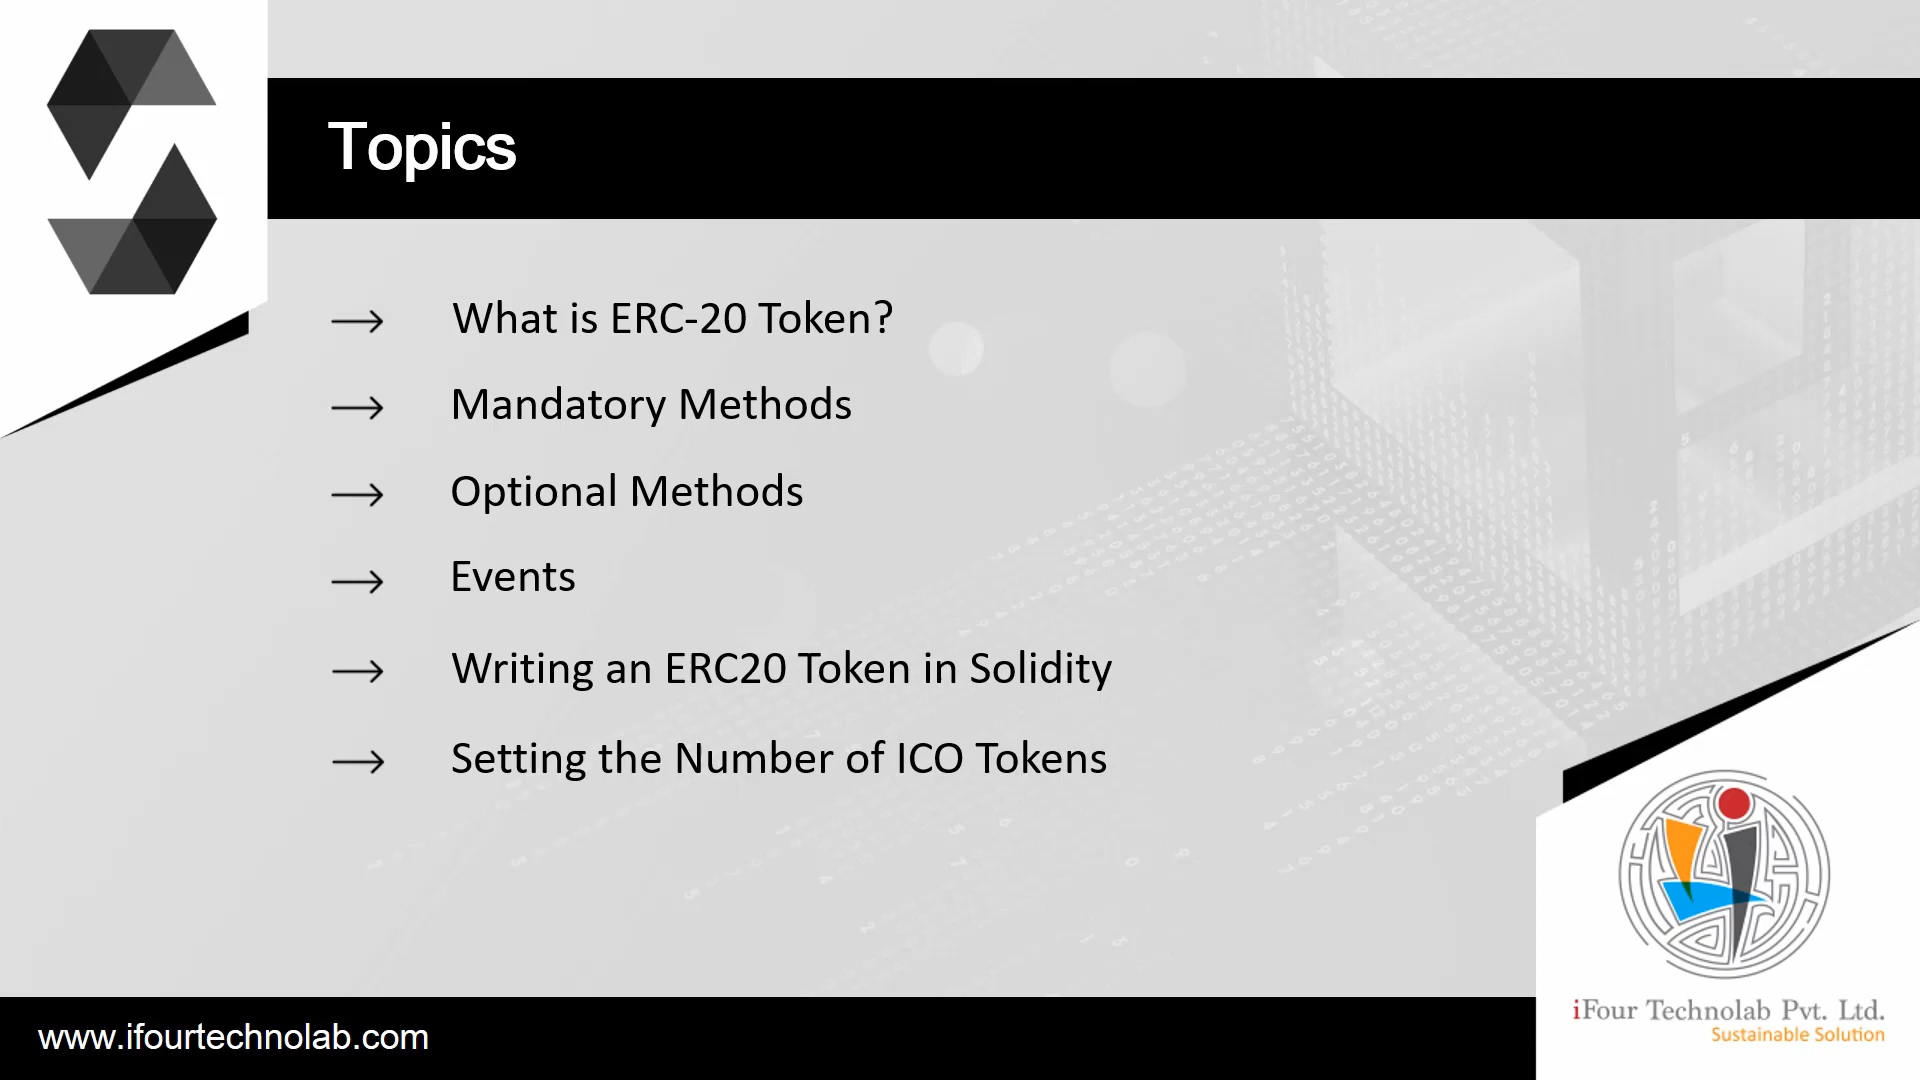 Topics
What is ERC-20 Token?
Mandatory Methods
Optional Methods
Events
Writing an ERC20 Token in Solidity
Setting the Number of ICO Tokens
iFour Technolab Pvt. Ltd.
Sustainable Solution
www.ifourtechnolab.com